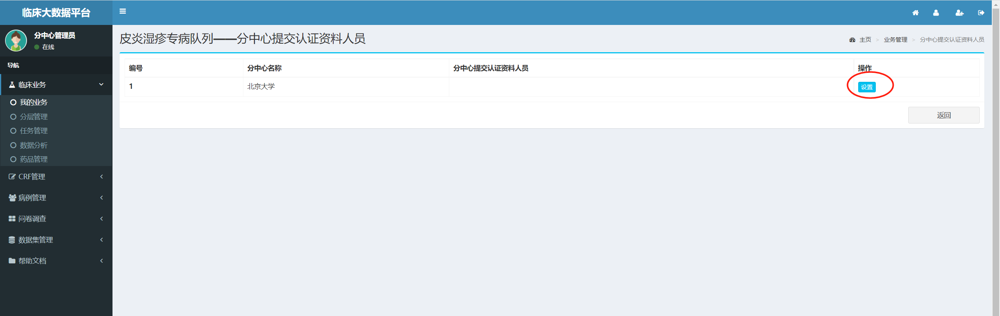 临床大数据平台
分中心管理员
在线
导航
临床业务
我的业务
分层管理
任务管理
数据分析
药品管理
CRF管理
病例管理
问卷调查
数据集管理
帮助文档
皮炎湿疹专病队列——分中心提交认证资料人员
主页 > 业务管理 > 分中心提交认证资料人员
编号 分中心名称 分中心提交认证资料人员 操作
1 北京大学 设置
返回